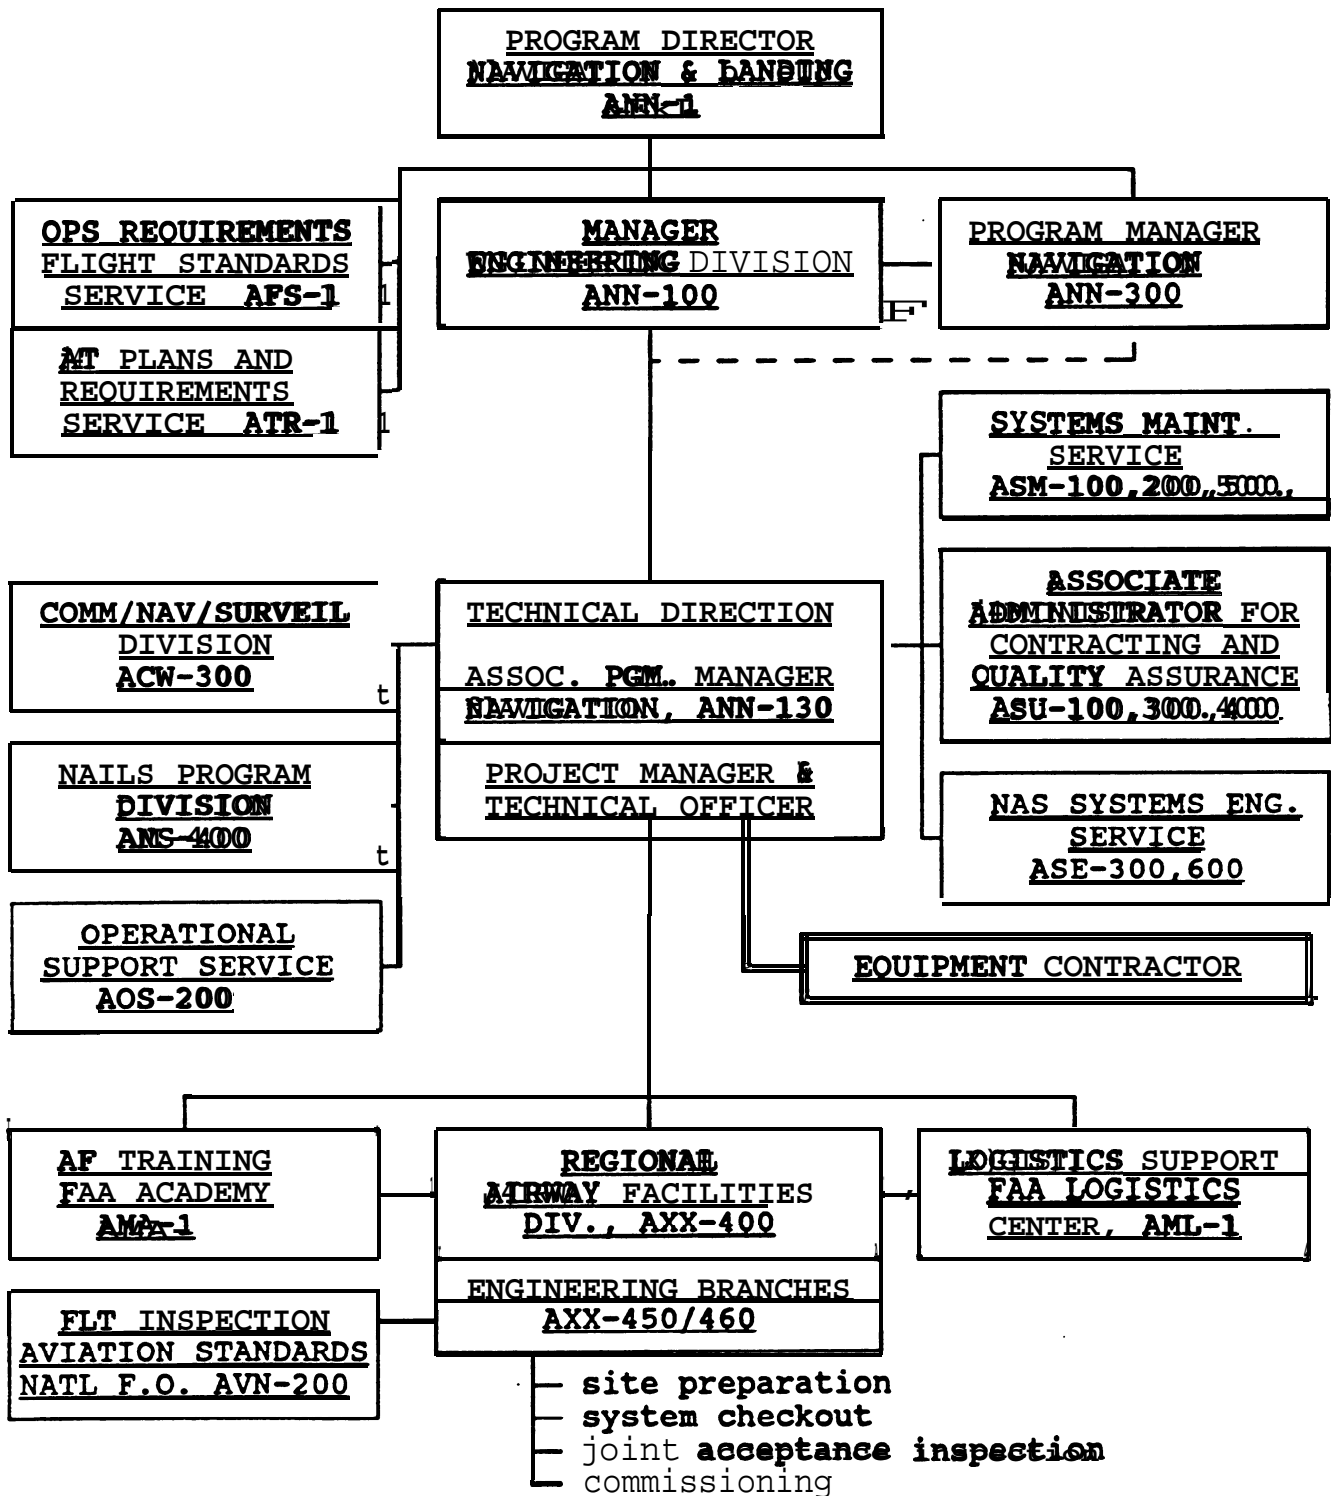 PROGRAM DIRECTOR
NAVIGATION & LANDING
ANN-1
OPS REQUIREMENTS
FLIGHT STANDARDS
SERVICE AFS-1
MANAGER
ENGINEERING DIVISION
ANN-100
PROGRAM MANAGER
NAVIGATION
ANN-300
AT PLANS AND
REQUIREMENTS
SERVICE ATR-1
SYSTEMS MAINT.
SERVICE
ASM-100,200,500,
COMM/NAV/SURVEIL
DIVISION
ACW-300
TECHNICAL DIRECTION
ASSOC. PGM. MANAGER
NAVIGATION, ANN-130
ASSOCIATE
ADMINISTRATOR FOR
CONTRACTING AND
QUALITY ASSURANCE
ASU-100,300,400
NAILS PROGRAM
DIVISION
ANS-400
PROJECT MANAGER &
TECHNICAL OFFICER
NAS SYSTEMS ENG.
SERVICE
ASE-300,600
OPERATIONAL
SUPPORT SERVICE
AOS-200
EQUIPMENT CONTRACTOR
AF TRAINING
FAA ACADEMY
AMA-1
REGIONAL
AIRWAY FACILITIES
DIV., AXX-400
LOGISTICS SUPPORT
FAA LOGISTICS
CENTER, AML-1
ENGINEERING BRANCHES
AXX-450/460
FLT INSPECTION
AVIATION STANDARDS
NATL F.O. AVN-200
site preparation
system checkout
joint acceptance inspection
commissioning